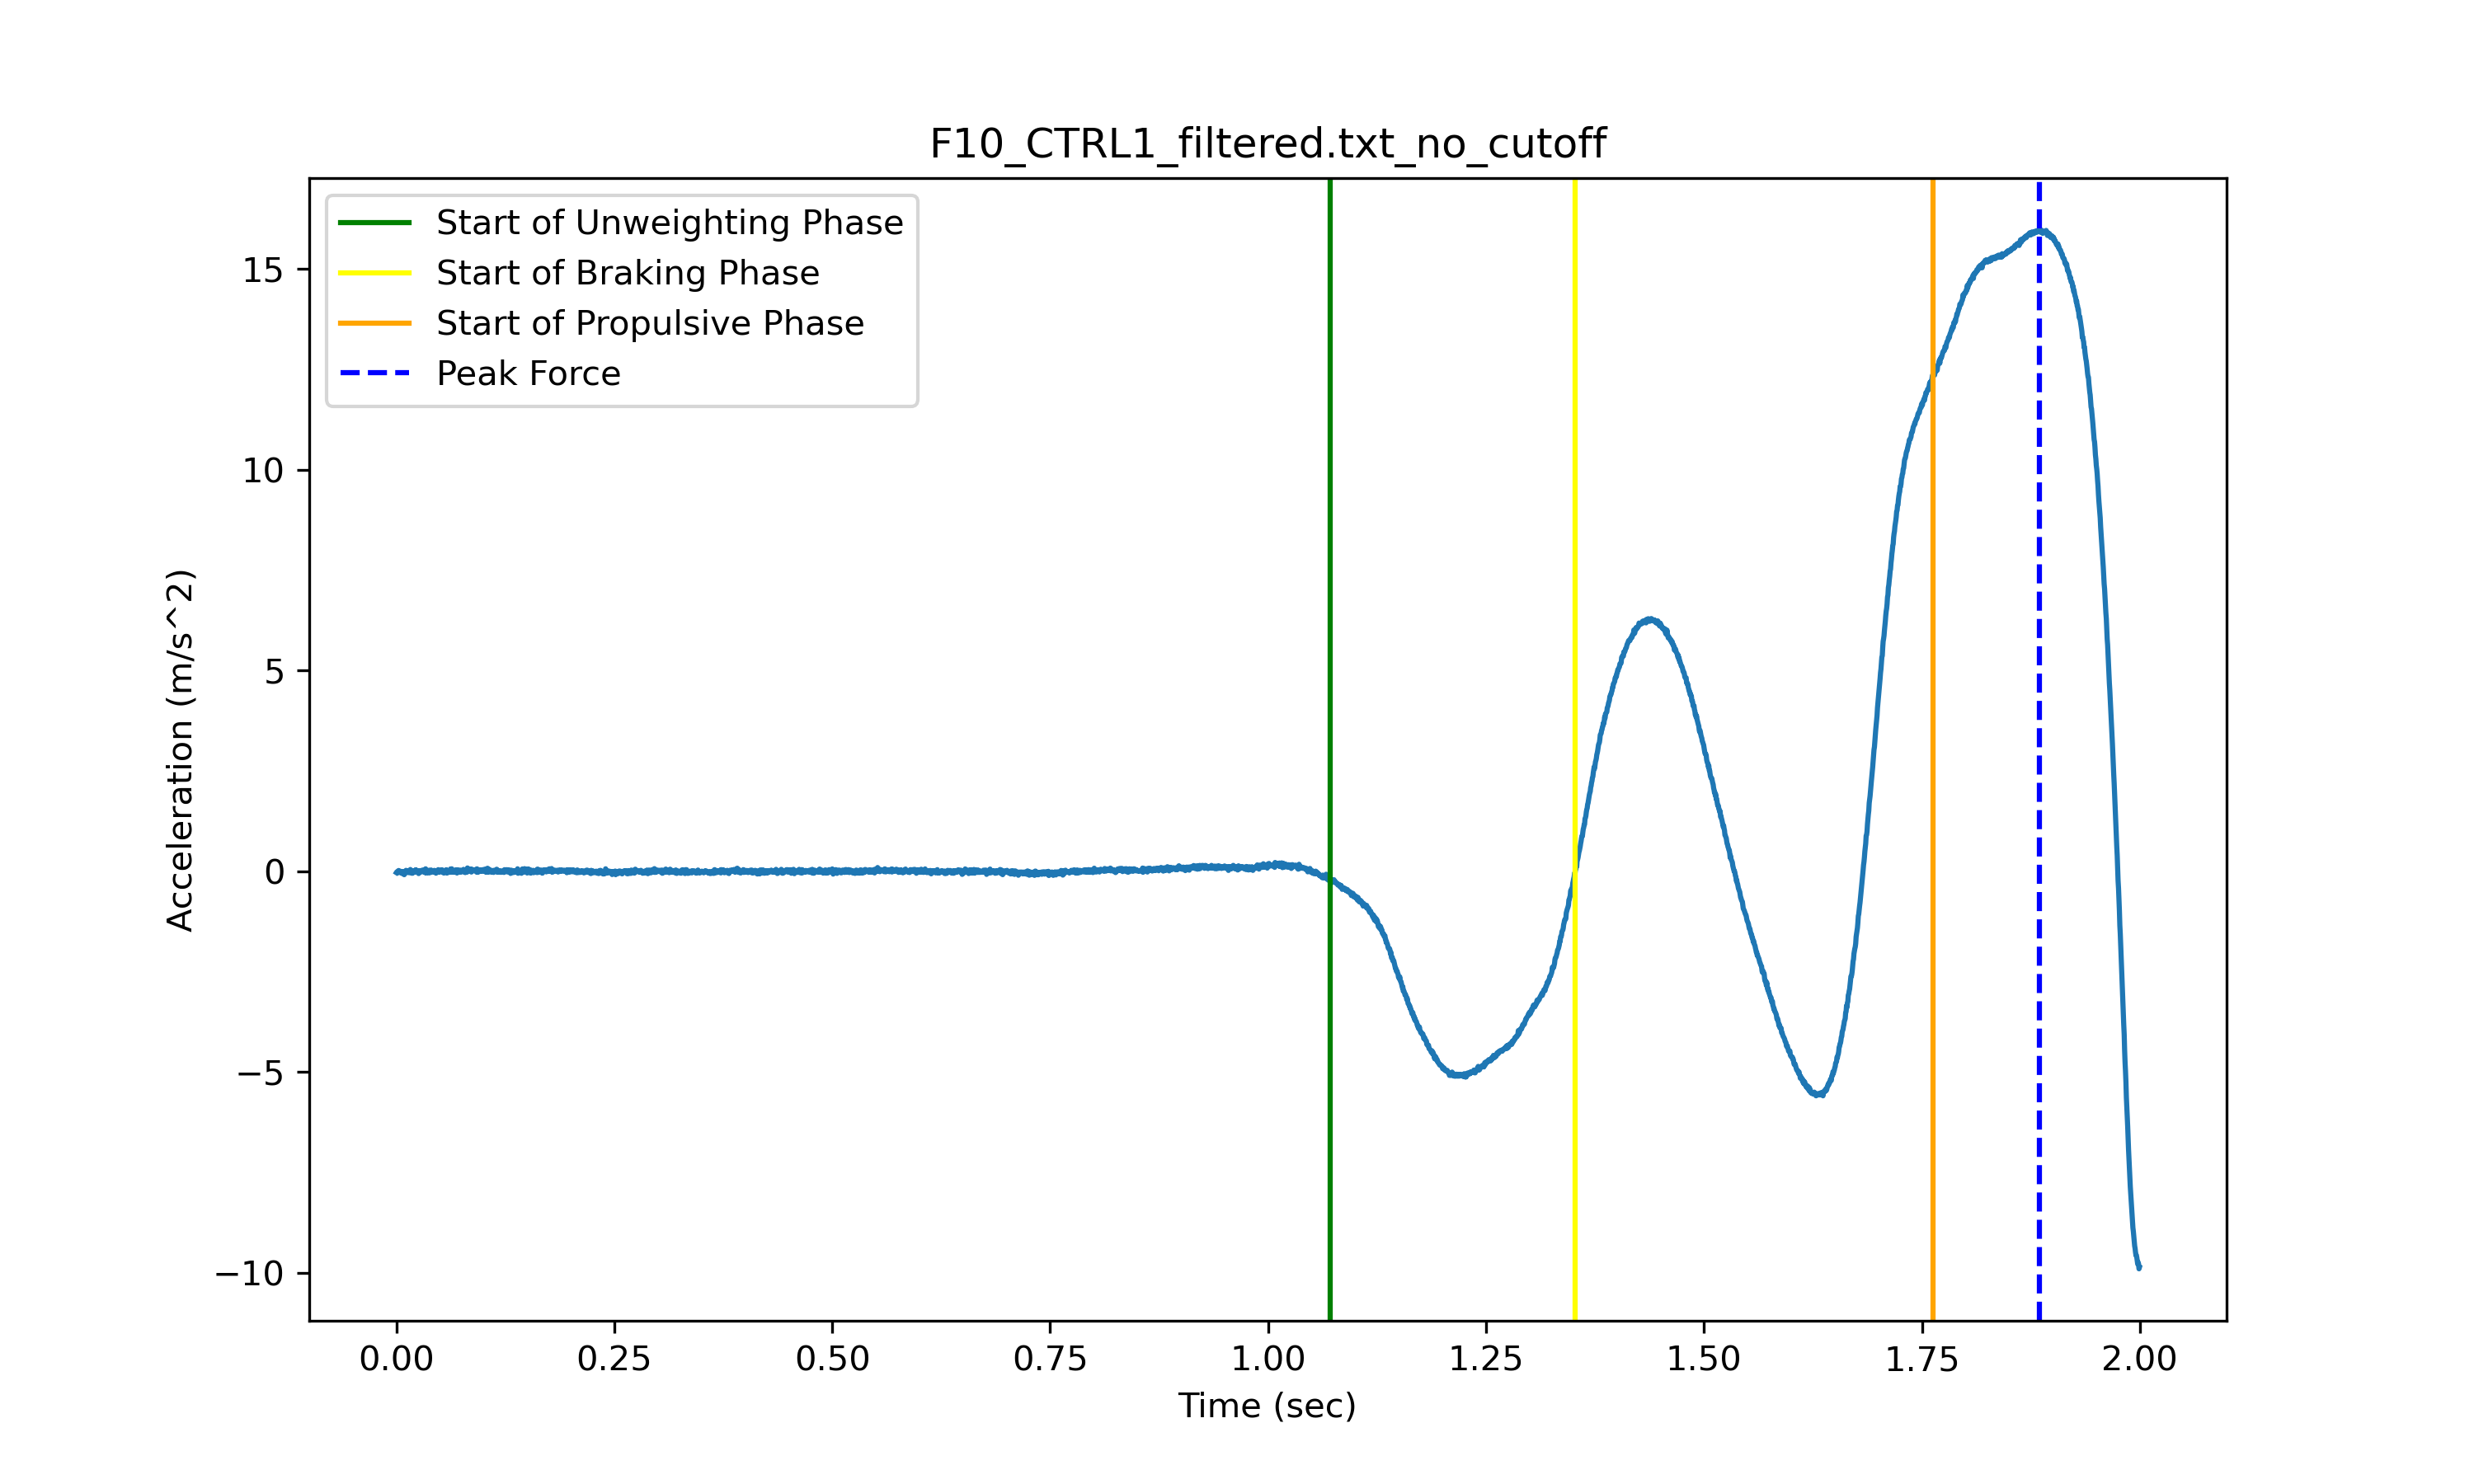 F10_CTRL1_filtered.txt_no_cutoff
Start of Unweighting Phase
Start of Braking Phase
Start of Propulsive Phase
Peak Force
15
10
5
0
−5
−10
Acceleration (m/s^2)
0.00 0.25 0.50 0.75 1.00 1.25 1.50 1.75 2.00
Time (sec)